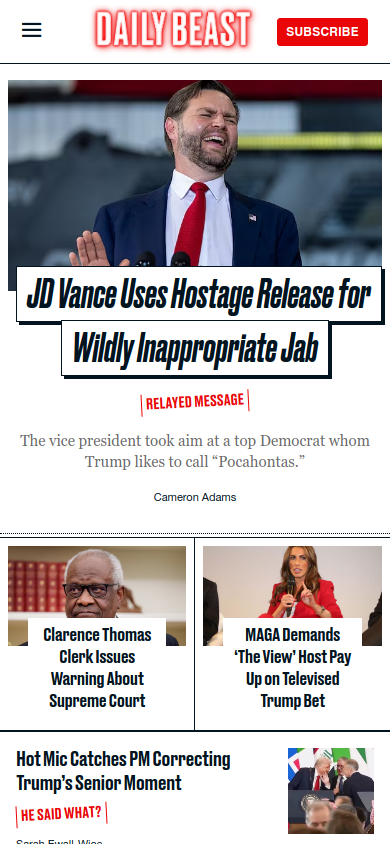 DAILY BEAST
SUBSCRIBE
JD Vance Uses Hostage Release for
Wildly Inappropriate Jab
RELAYED MESSAGE
The vice president took aim at a top Democrat whom
Trump likes to call “Pocahontas.”
Cameron Adams
Clarence Thomas
Clerk Issues
Warning About
Supreme Court
MAGA Demands
‘The View’ Host Pay
Up on Televised
Trump Bet
Hot Mic Catches PM Correcting
Trump’s Senior Moment
HE SAID WHAT?
Sarah Ewall-Wice